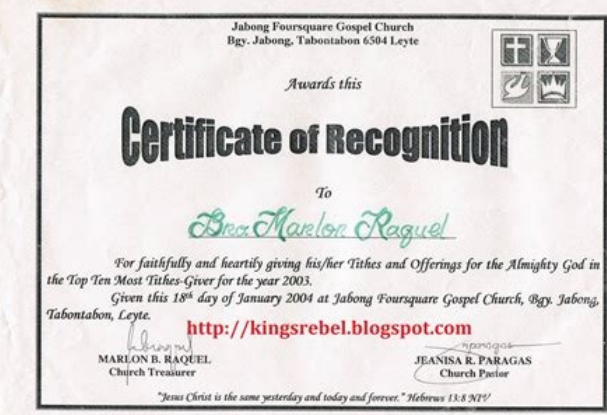 Jabong Foursquare Gospel Church
Bgy. Jabong, Tabontabon 6504 Leyte
Awards this
Certificate of Recognition
To
Bro Marlon Raquel
For faithfully and heartily giving his/her Tithes and Offerings for the Almighty God in
the Top Ten Most Tithes-Giver for the year 2003.
Given this 18th day of January 2004 at Jabong Foursquare Gospel Church, Bgy. Jabong,
Tabontabon, Leyte.
http://kingsrebel.blogspot.com
MARLON B. RAQUEL
Church Treasurer
JEANISA R. PARAGAS
Church Pastor
"Jesus Christ is the same yesterday and today and forever." Hebrews 13:8 NIV